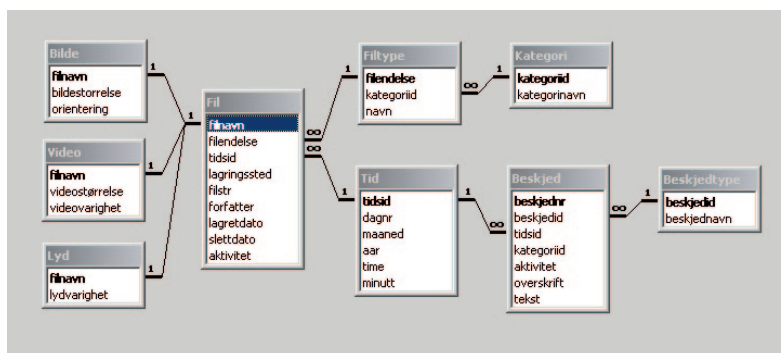 Bilde
filnavn
bildestorrelse
orientering
Video
filnavn
videostørrelse
videovarighet
Lyd
filnavn
lydvarighet
Fil
filnavn
filendelse
tidsid
lagringssted
filstr
forfatter
lagretdato
slettdato
aktivitet
Filtype
filendelse
kategoriid
navn
Kategori
kategoriid
kategorinavn
Tid
tidsid
dagnr
maaned
aar
time
minutt
Beskjed
beskjednr
beskjedid
tidsid
kategoriid
aktivitet
overskrift
tekst
Beskjedtype
beskjedid
beskjednavn
1
1
1
1
∞
∞
1
∞
1
1
1
∞
∞
1